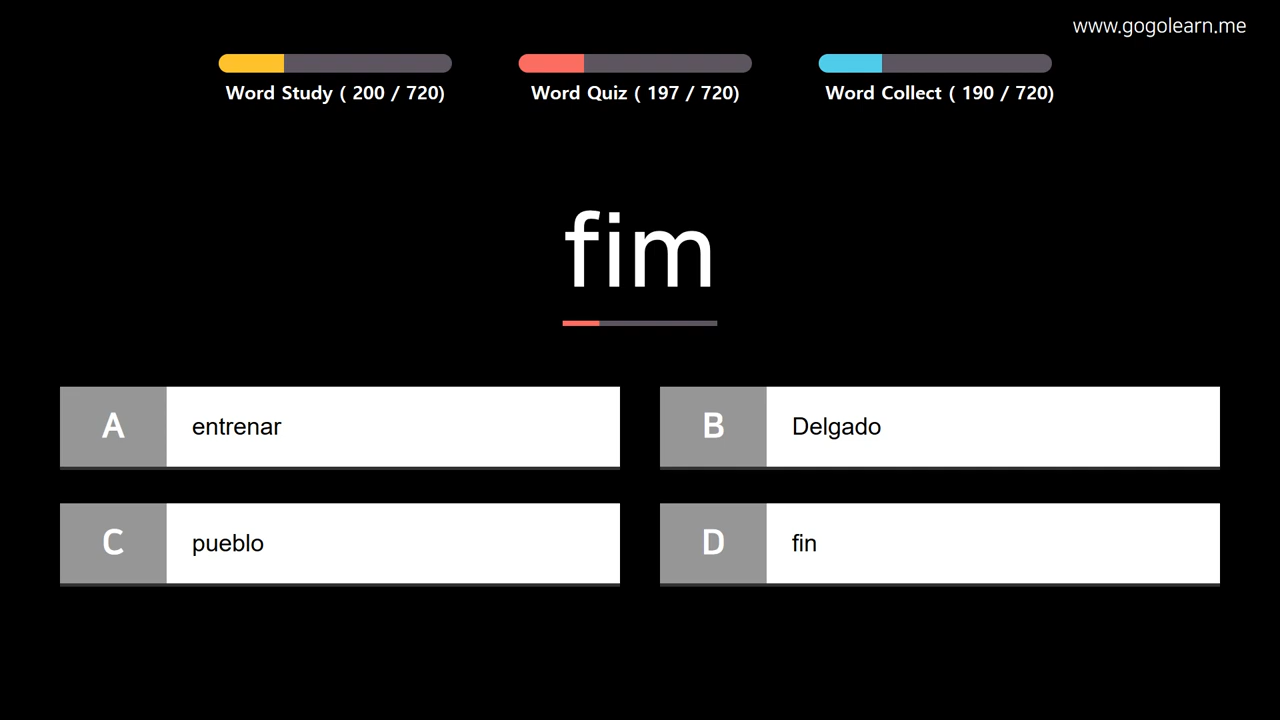 www.gogolearn.me
Word Study ( 200 / 720)
Word Quiz ( 197 / 720)
Word Collect ( 190 / 720)
fim
A entrenar
B Delgado
C pueblo
D fin